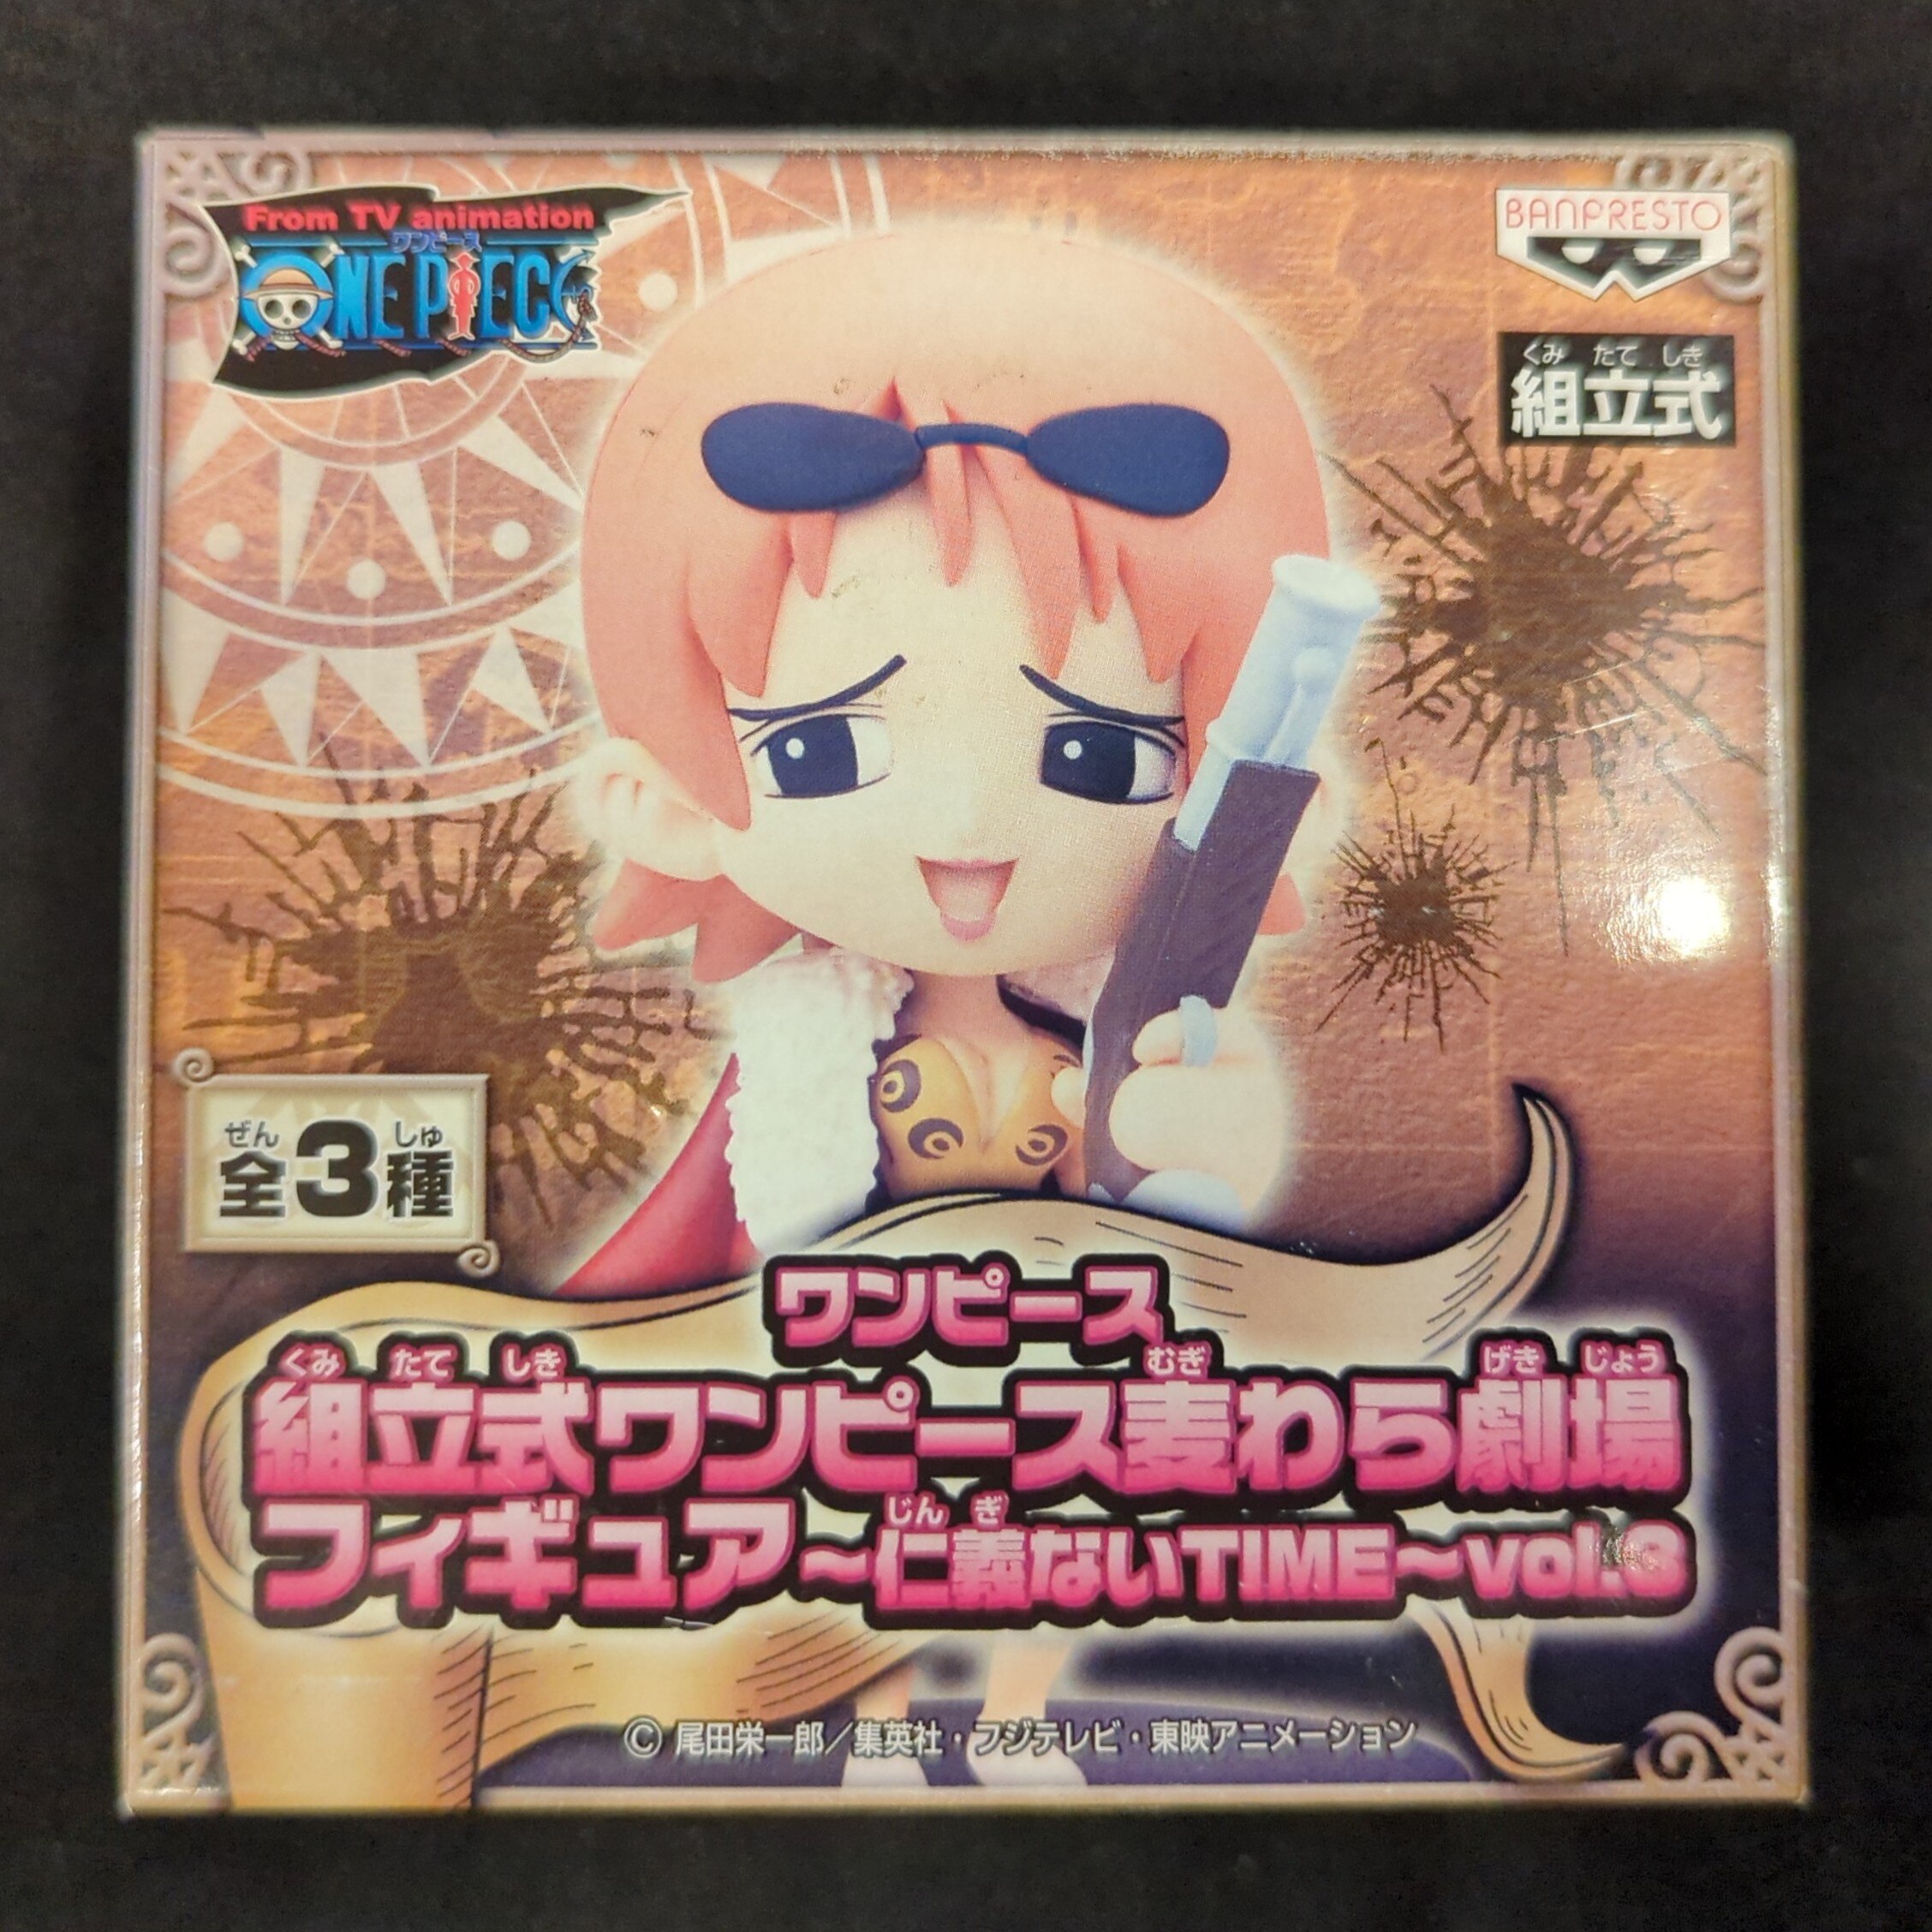 From TV animation
ワンピース
ONE PIECE
BANPRESTO
くみ たて しき
組立式
ぜん しゅ
全3種
ワンピース
くみ たて しき むぎ げき じょう
組立式ワンピース麦わら劇場
じん ぎ
フィギュア～仁義ないTIME～vol.3
© 尾田栄一郎／集英社・フジテレビ・東映アニメーション